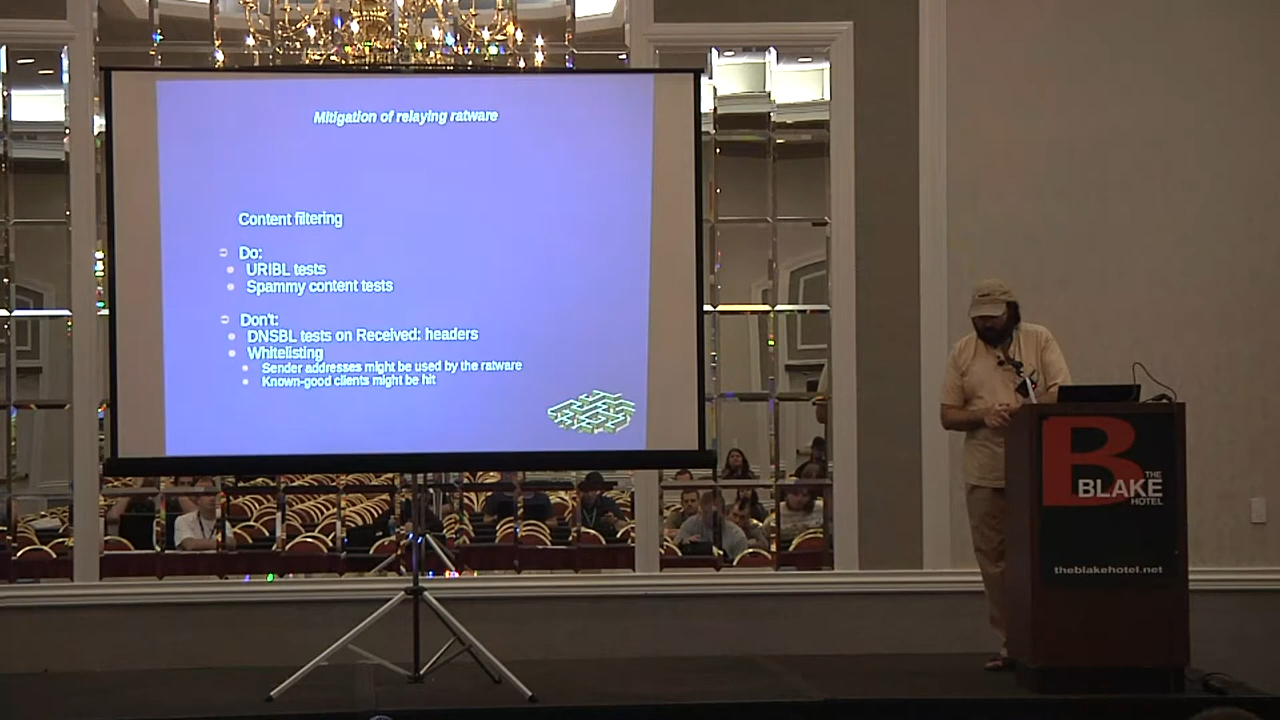 Mitigation of relaying ratware
Content filtering
Do:
URIBL tests
Spammy content tests
Don't:
DNSBL tests on Received: headers
Whitelisting
Sender addresses might be used by the ratware
Known-good clients might be hit
B
THE
BLAKE
HOTEL
theblakehotel.net